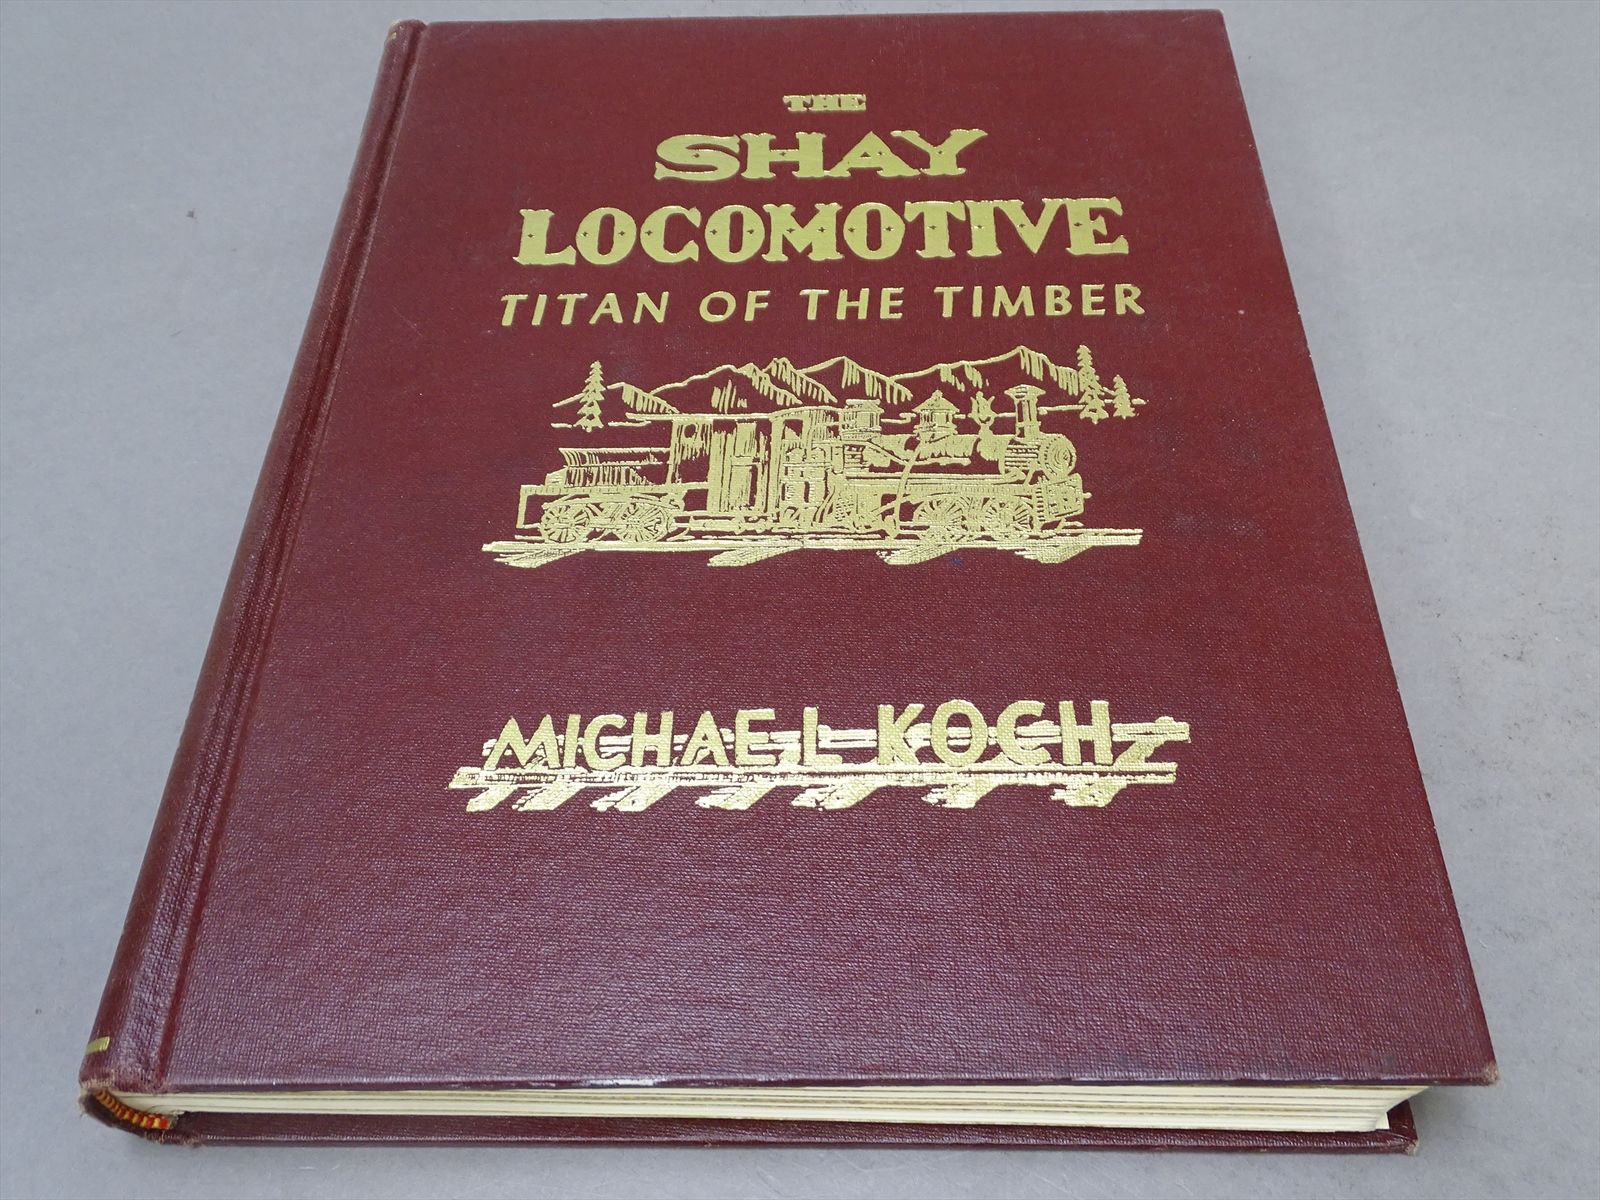 THE
SHAY
LOCOMOTIVE
TITAN OF THE TIMBER
MICHAEL KOCH